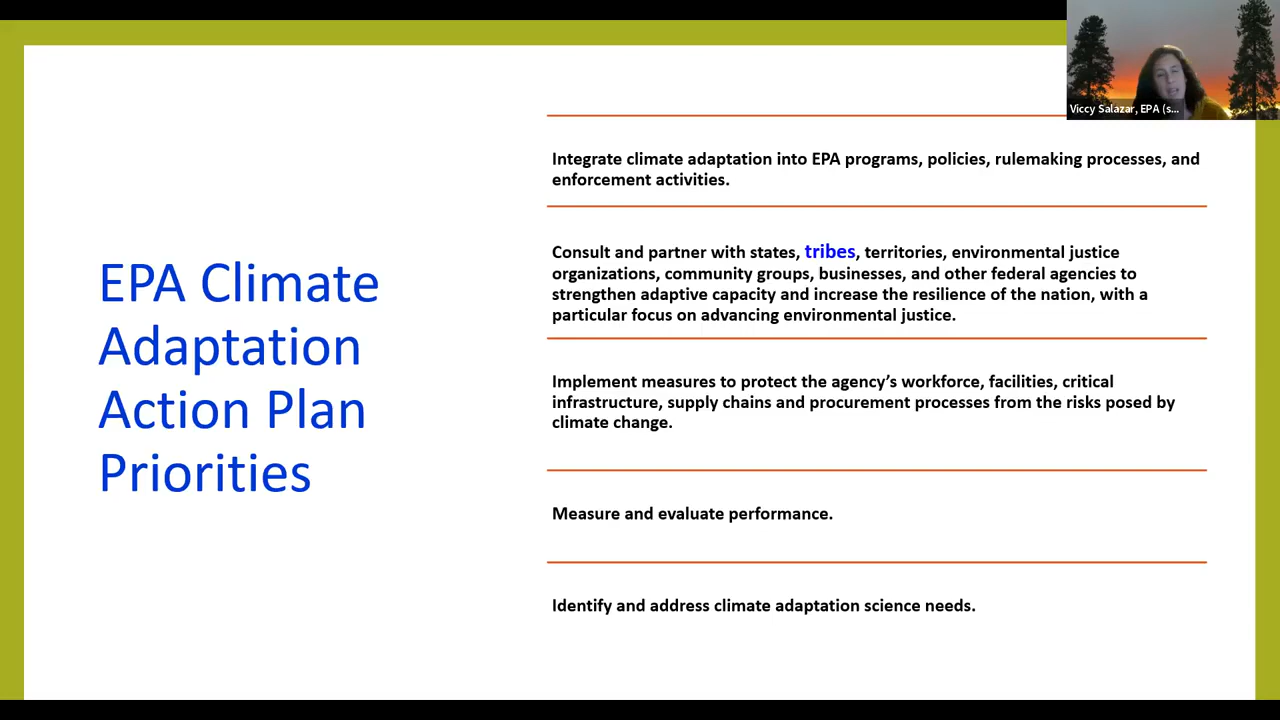 Viccy Salazar, EPA (s...
EPA Climate
Adaptation
Action Plan
Priorities
Integrate climate adaptation into EPA programs, policies, rulemaking processes, and
enforcement activities.
Consult and partner with states, tribes, territories, environmental justice
organizations, community groups, businesses, and other federal agencies to
strengthen adaptive capacity and increase the resilience of the nation, with a
particular focus on advancing environmental justice.
Implement measures to protect the agency’s workforce, facilities, critical
infrastructure, supply chains and procurement processes from the risks posed by
climate change.
Measure and evaluate performance.
Identify and address climate adaptation science needs.